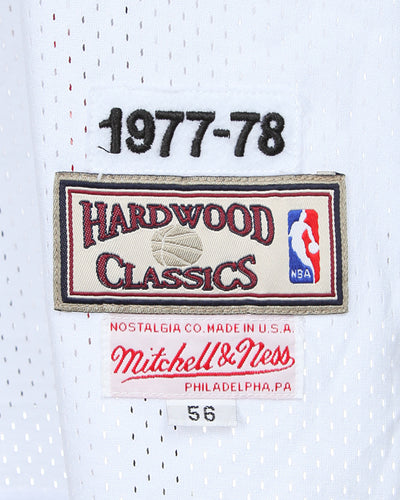 1977-78
HARDWOOD
CLASSICS
NBA
NOSTALGIA CO. MADE IN U.S.A.
Mitchell & Ness
PHILADELPHA, PA
56